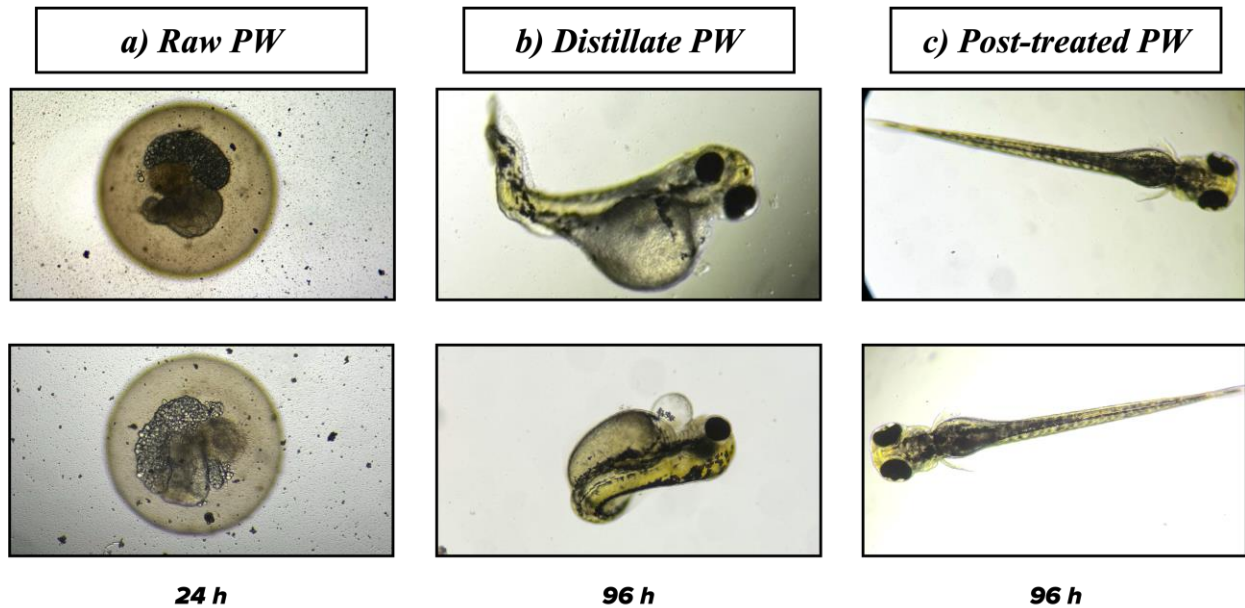 a) Raw PW
b) Distillate PW
c) Post-treated PW
24 h
96 h
96 h